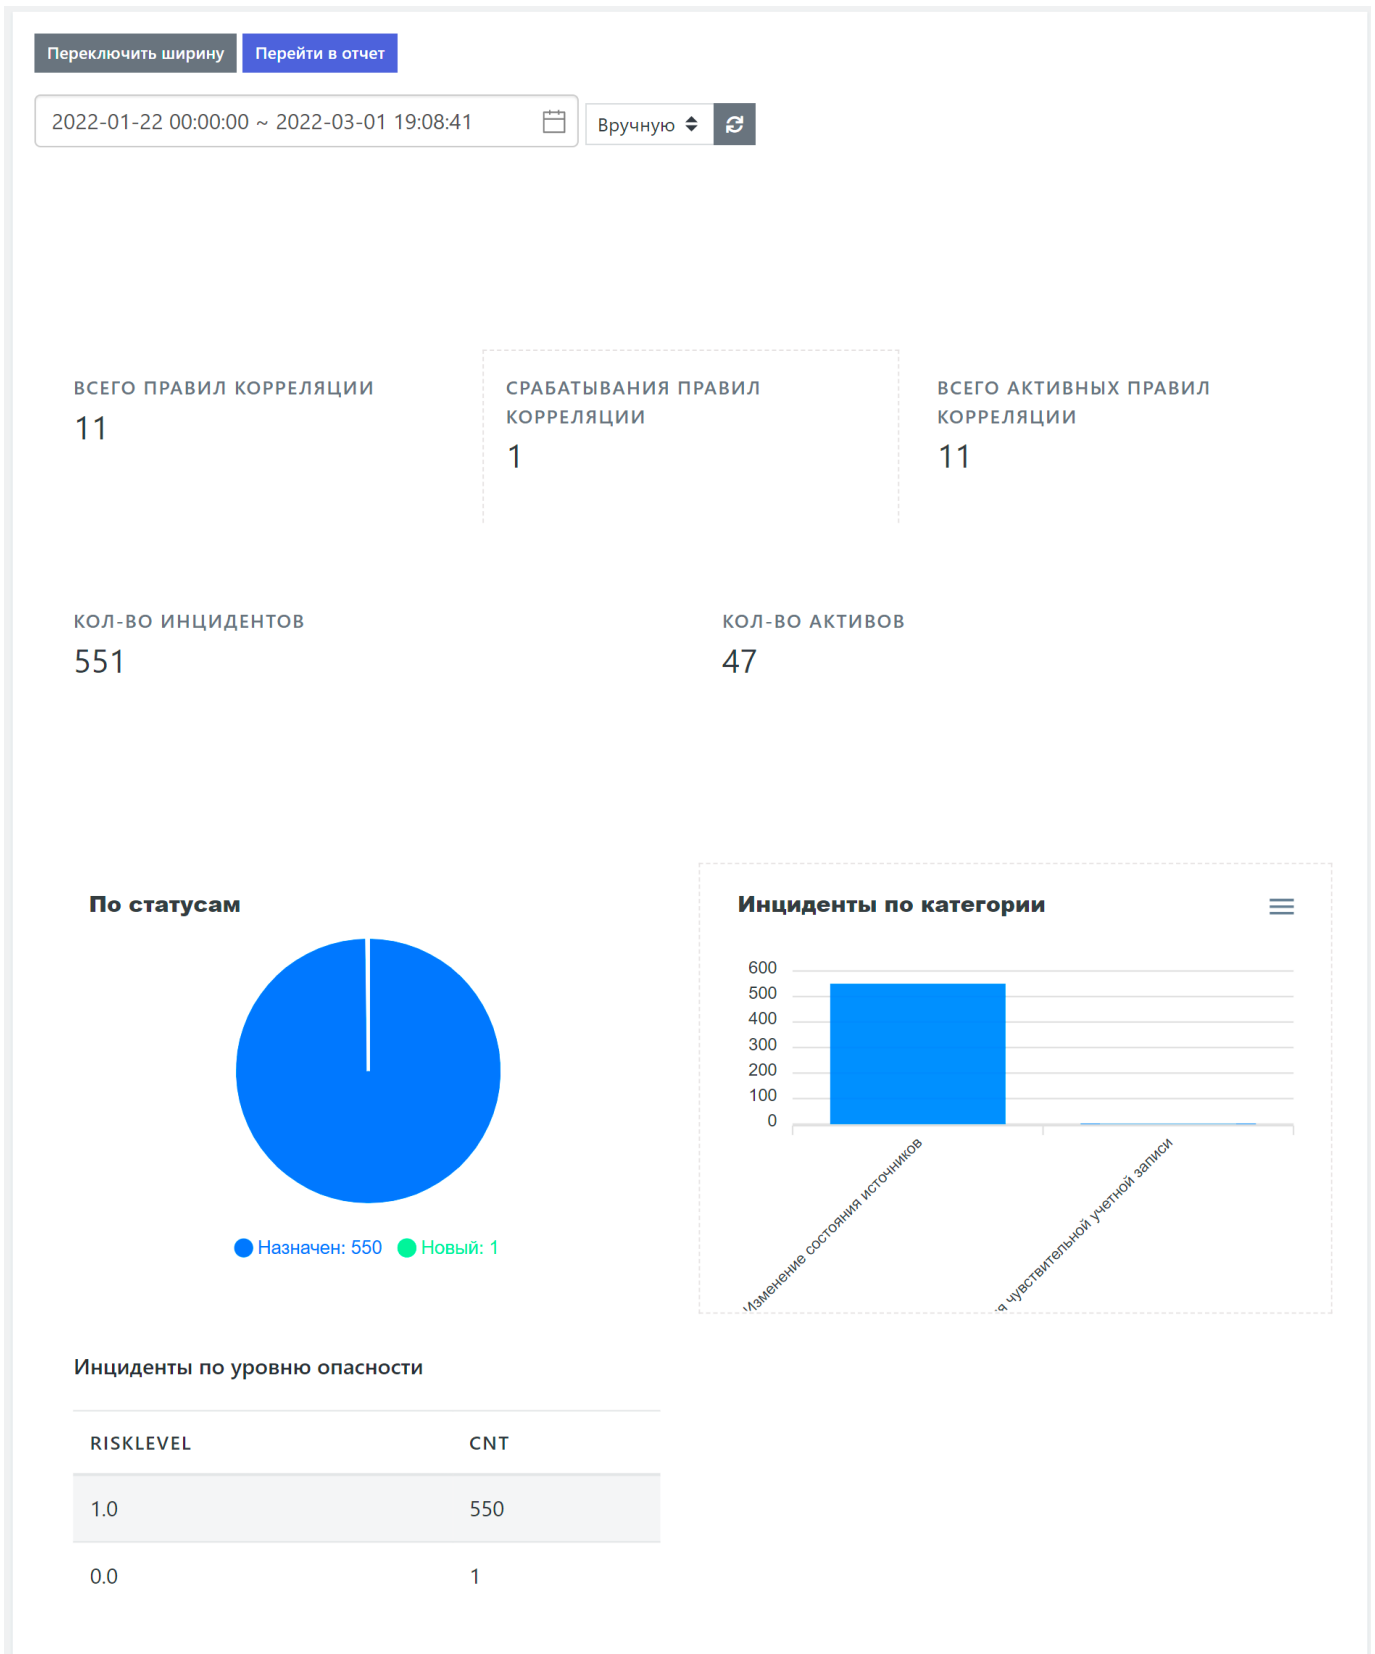 Переключить ширину Перейти в отчет
2022-01-22 00:00:00 ~ 2022-03-01 19:08:41 Вручную
ВСЕГО ПРАВИЛ КОРРЕЛЯЦИИ
11
СРАБАТЫВАНИЯ ПРАВИЛ
КОРРЕЛЯЦИИ
1
ВСЕГО АКТИВНЫХ ПРАВИЛ
КОРРЕЛЯЦИИ
11
КОЛ-ВО ИНЦИДЕНТОВ
551
КОЛ-ВО АКТИВОВ
47
По статусам
Назначен: 550 Новый: 1
Инциденты по категории
600
500
400
300
200
100
0
Изменение состояния источников
чувствительной учетной записи
Инциденты по уровню опасности
RISKLEVEL CNT
1.0 550
0.0 1